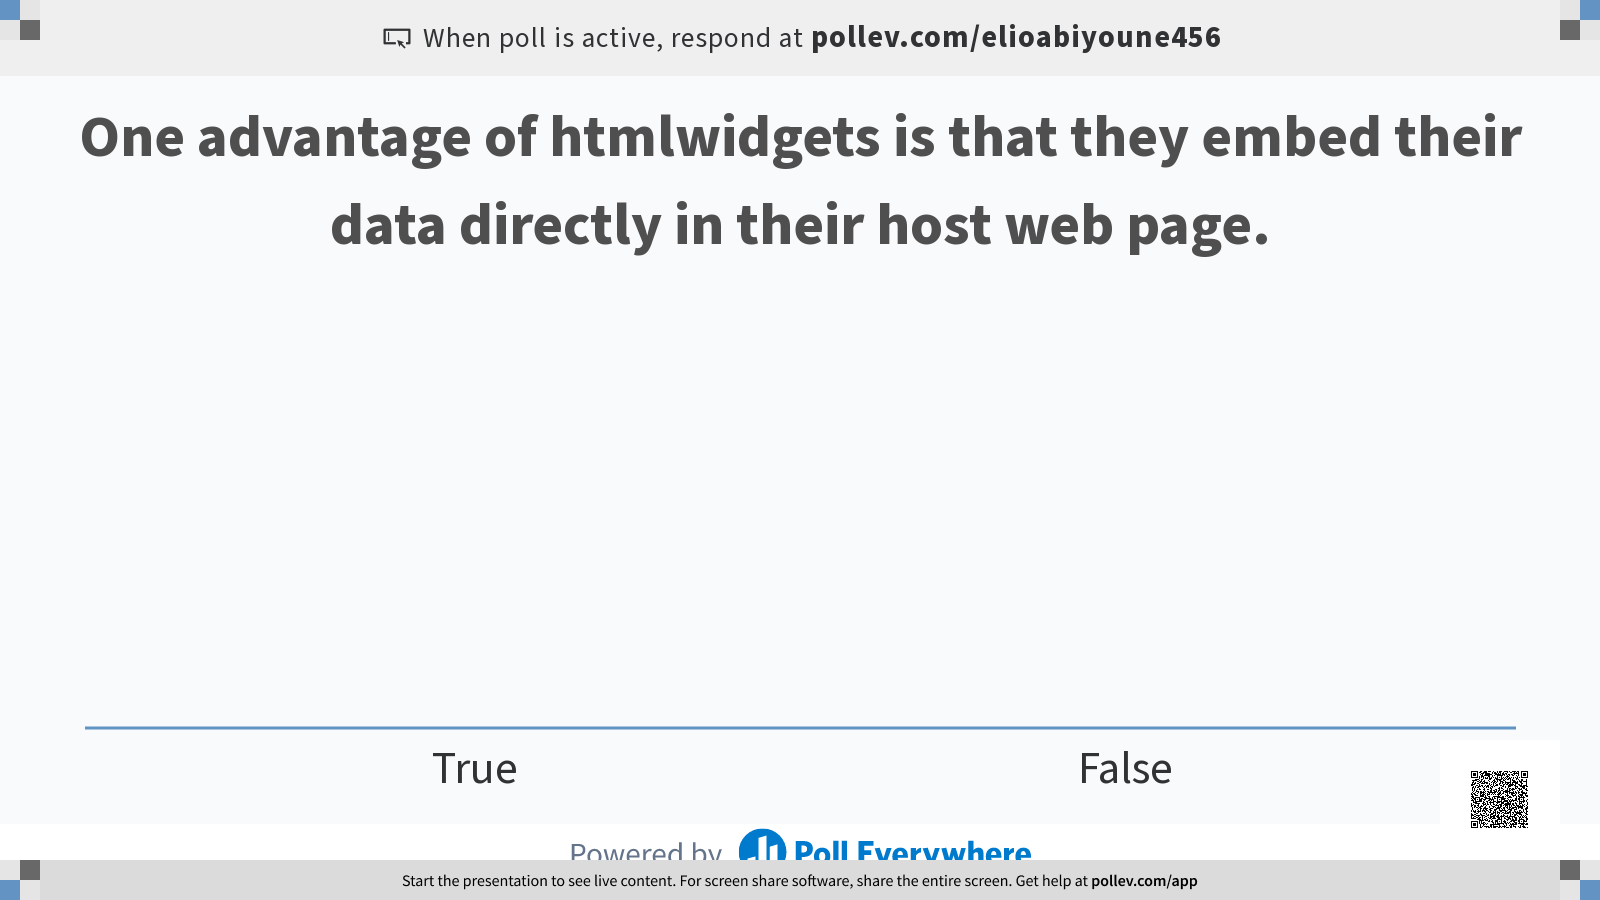 When poll is active, respond at pollev.com/elioabiyoune456
One advantage of htmlwidgets is that they embed their
data directly in their host web page.
True False
Powered by Poll Everywhere
Start the presentation to see live content. For screen share software, share the entire screen. Get help at pollev.com/app